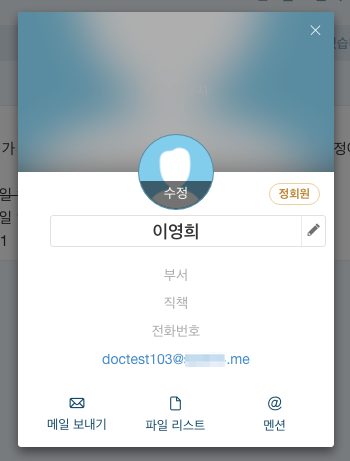 수정
정회원
이영희
부서
직책
전화번호
doctest103@
.me
메일 보내기
파일 리스트
@
멘션